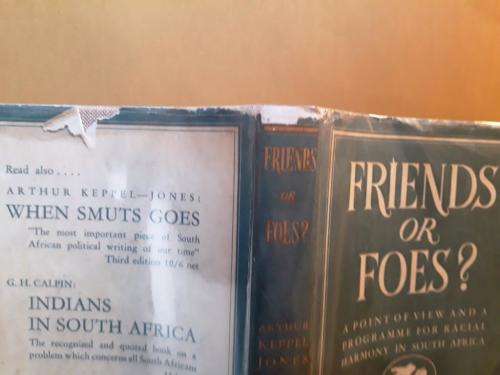 Read also ....
ARTHUR KEPPEL—JONES:
WHEN SMUTS GOES
"The most important piece of South
African political writing of our time"
Third edition 10/6 net
G. H. CALPIN:
INDIANS
IN SOUTH AFRICA
The recognized and quoted book on a
problem which concerns all South Africans
FRIENDS
OR
FOES?
ARTHUR
KEPPEL
JONES
FRIENDS
OR
FOES?
A POINT OF VIEW AND A
PROGRAMME FOR RACIAL
HARMONY IN SOUTH AFRICA